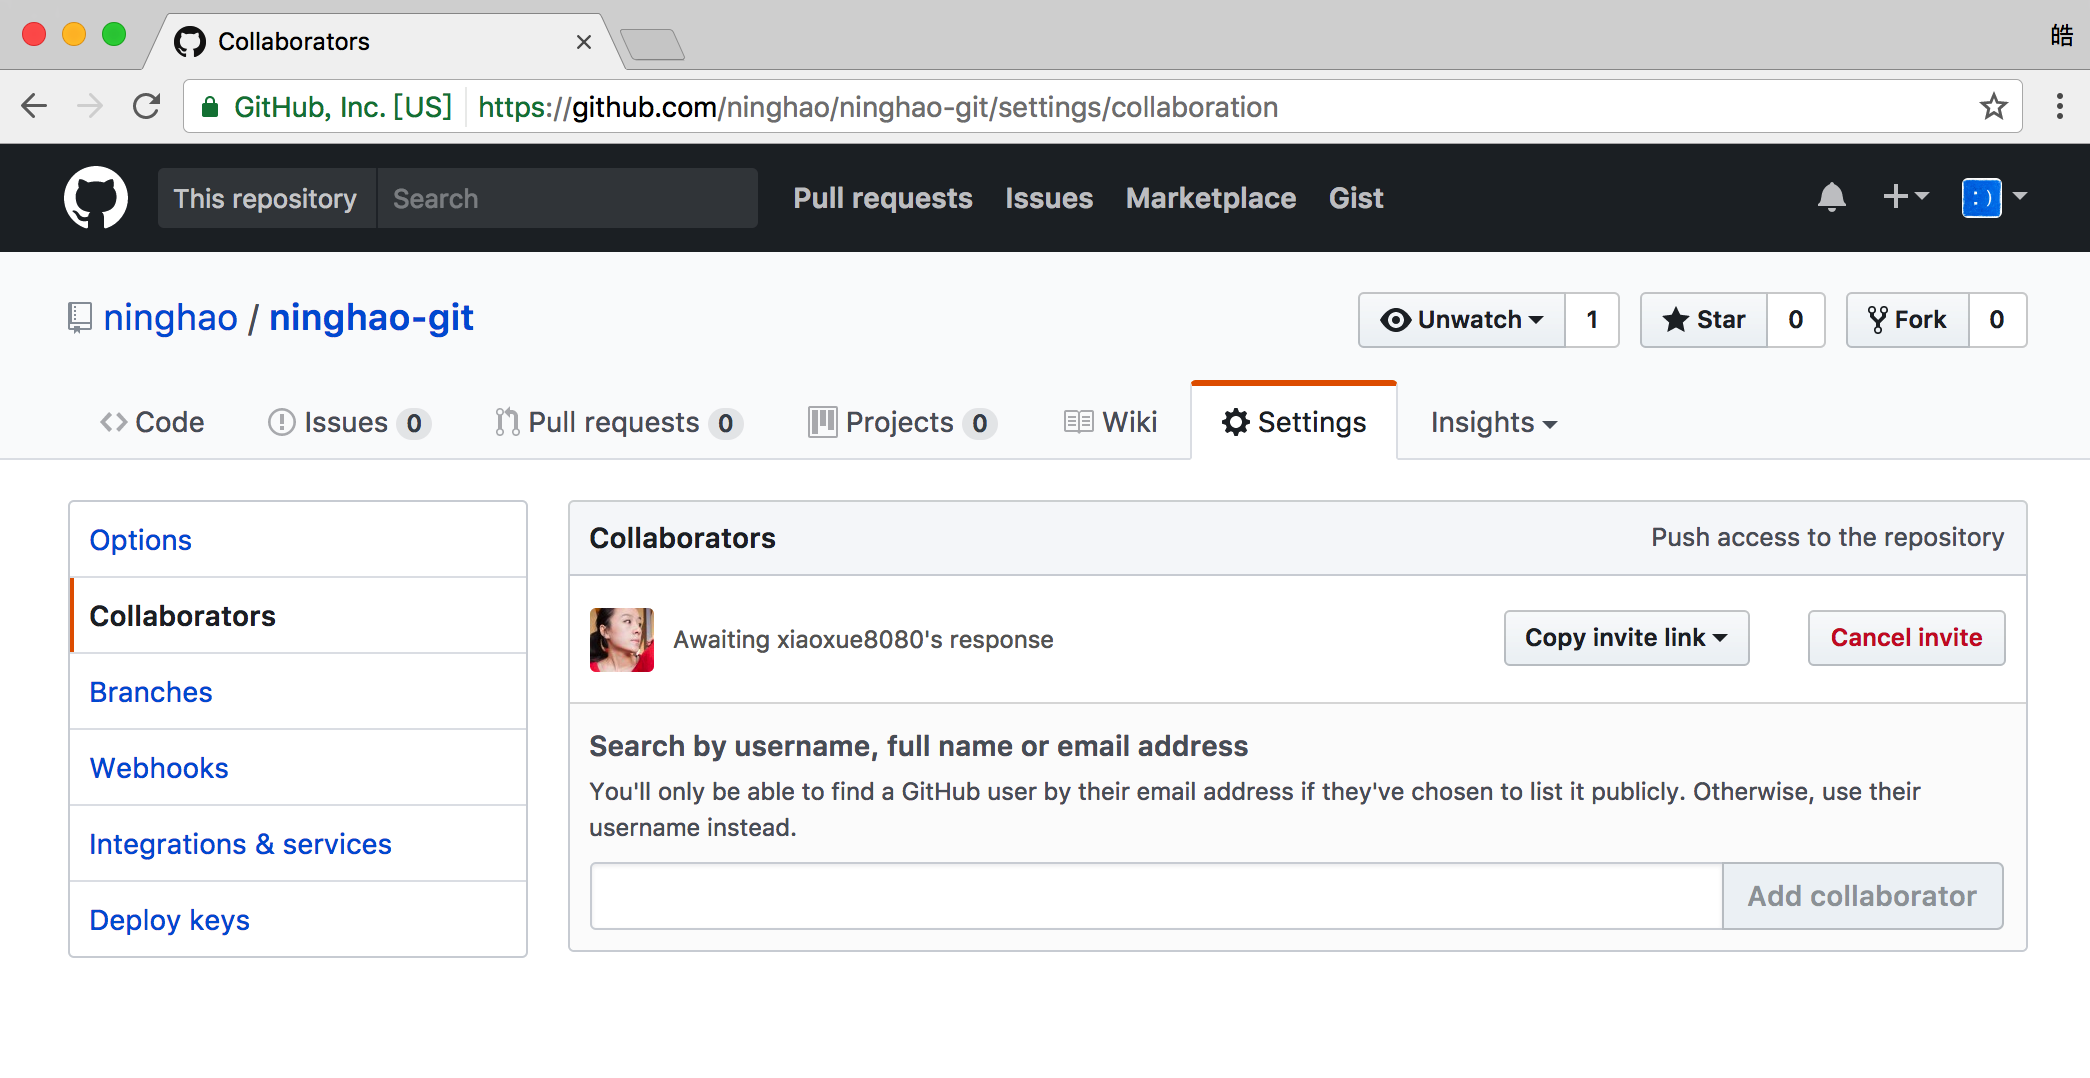 Collaborators
皓
GitHub, Inc. [US] https://github.com/ninghao/ninghao-git/settings/collaboration
This repository Search Pull requests Issues Marketplace Gist
:)
ninghao / ninghao-git Unwatch 1 Star 0 Fork 0
Code Issues 0 Pull requests 0 Projects 0 Wiki Settings Insights
Options
Collaborators
Branches
Webhooks
Integrations & services
Deploy keys
Collaborators Push access to the repository
Awaiting xiaoxue8080's response Copy invite link Cancel invite
Search by username, full name or email address
You'll only be able to find a GitHub user by their email address if they've chosen to list it publicly. Otherwise, use their
username instead.
Add collaborator